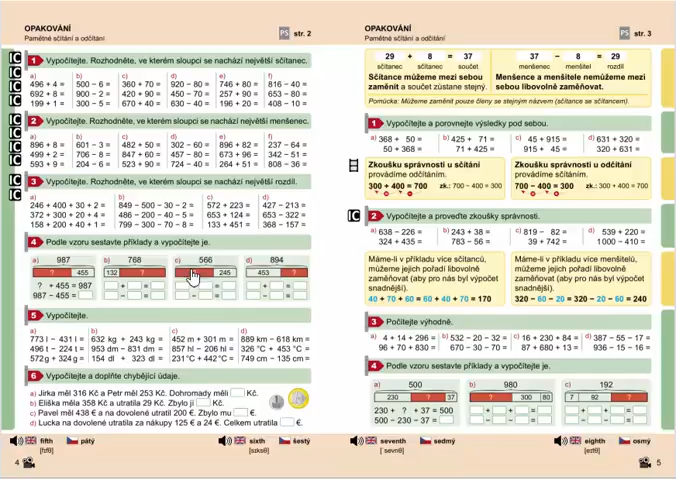 OPAKOVÁNÍ
Pamětné sčítání a odčítání
PS str. 2
1 Vypočítejte. Rozhodněte, ve kterém sloupci se nachází největší sčítanec.
a) b) c) d) e) f)
496 + 4 = 500 – 6 = 360 + 70 = 320 – 80 = 746 + 80 = 816 – 40 =
692 + 8 = 900 – 2 = 420 + 90 = 450 – 70 = 257 + 90 = 653 – 80 =
199 + 1 = 300 – 5 = 670 + 40 = 630 – 40 = 196 + 20 = 408 – 10 =
2 Vypočítejte. Rozhodněte, ve kterém sloupci se nachází největší menšenec.
a) b) c) d) e) f)
896 + 8 = 601 – 3 = 482 + 50 = 302 – 60 = 896 + 82 = 237 – 64 =
499 + 2 = 706 – 8 = 847 + 60 = 457 – 80 = 673 + 96 = 342 – 51 =
593 + 9 = 204 – 6 = 523 + 90 = 724 – 40 = 264 + 51 = 808 – 36 =
3 Vypočítejte. Rozhodněte, ve kterém sloupci se nachází největší rozdíl.
a) b) c) d)
246 + 400 + 30 + 2 = 849 – 500 – 30 – 2 = 572 + 223 = 427 – 213 =
372 + 300 + 20 + 4 = 486 – 200 – 40 – 5 = 653 + 124 = 653 – 322 =
158 + 200 + 40 + 1 = 799 – 300 – 70 – 8 = 133 + 451 = 368 – 157 =
4 Podle vzoru sestavte příklady a vypočítejte je.
a) 987 b) 768 c) 566 d) 894
? 455 132 ? 245 453 ?
? + 455 = 987 + = + = + =
987 – 455 = – = – = – =
5 Vypočítejte.
a) b) c) d)
773 l – 431 l = 632 kg + 243 kg = 452 m + 301 m = 889 km – 618 km =
496 t – 224 t = 953 dm – 831 dm = 857 hl – 206 hl = 326 °C + 453 °C =
572 g + 324 g = 154 dl + 323 dl = 231 °C + 442 °C = 749 cm – 135 cm =
6 Vypočítejte a doplňte chybějící údaje.
a) Jirka měl 316 Kč a Petr měl 253 Kč. Dohromady měli Kč.
b) Eliška měla 358 Kč a utratila 29 Kč. Zbylo jí Kč.
c) Pavel měl 438 € a na dovolené utratil 200 €. Zbylo mu €.
d) Lucka na dovolené utratila za nákupy 125 € a 24 €. Celkem utratila €.
fifth pátý sixth šestý
[fɪfθ] [sɪksθ]
4
OPAKOVÁNÍ
Pamětné sčítání a odčítání
PS str. 3
29 + 8 = 37 37 – 8 = 29
sčítanec sčítanec součet menšenec menšitel rozdíl
Sčítance můžeme mezi sebou Menšence a menšitele nemůžeme mezi
zaměnit a součet zůstane stejný. sebou libovolně zaměňovat.
Pomůcka: Můžeme zaměnit pouze členy se stejným názvem (sčítance se sčítancem).
1 Vypočítejte a porovnejte výsledky pod sebou.
a) 368 + 50 = b) 425 + 71 = c) 45 + 915 = d) 631 + 320 =
50 + 368 = 71 + 425 = 915 + 45 = 320 + 631 =
Zkoušku správnosti u sčítání Zkoušku správnosti u odčítání
provádíme odčítáním. provádíme sčítáním.
300 + 400 = 700 zk.: 700 – 400 = 300 700 – 400 = 300 zk.: 300 + 400 = 700
2 Vypočítejte a proveďte zkoušky správnosti.
a) 638 – 226 = b) 243 + 38 = c) 819 – 82 = d) 539 + 220 =
324 + 435 = 783 – 56 = 39 + 742 = 1 000 – 410 =
Máme-li v příkladu více sčítanců, Máme-li v příkladu více menšitelů,
můžeme jejich pořadí libovolně můžeme jejich pořadí libovolně
zaměňovat (aby pro nás byl výpočet zaměňovat (aby pro nás byl výpočet
snadnější). snadnější).
40 + 70 + 60 = 60 + 40 + 70 = 170 320 – 60 – 20 = 320 – 20 – 60 = 240
3 Počítejte výhodně.
a) 4 + 14 + 296 = b) 532 – 20 – 32 = c) 16 + 230 + 84 = d) 387 – 55 – 17 =
96 + 70 + 830 = 670 – 30 – 70 = 87 + 680 + 13 = 936 – 15 – 16 =
4 Podle vzoru sestavte příklady a vypočítejte je.
a) 500 b) 980 c) 192
230 ? 37 ? 300 80 7 82 ?
230 + ? + 37 = 500 + + = + + =
500 – 230 – 37 = – – = – – =
seventh sedmý eighth osmý
[ˈsevnθ] [eɪtθ]
5